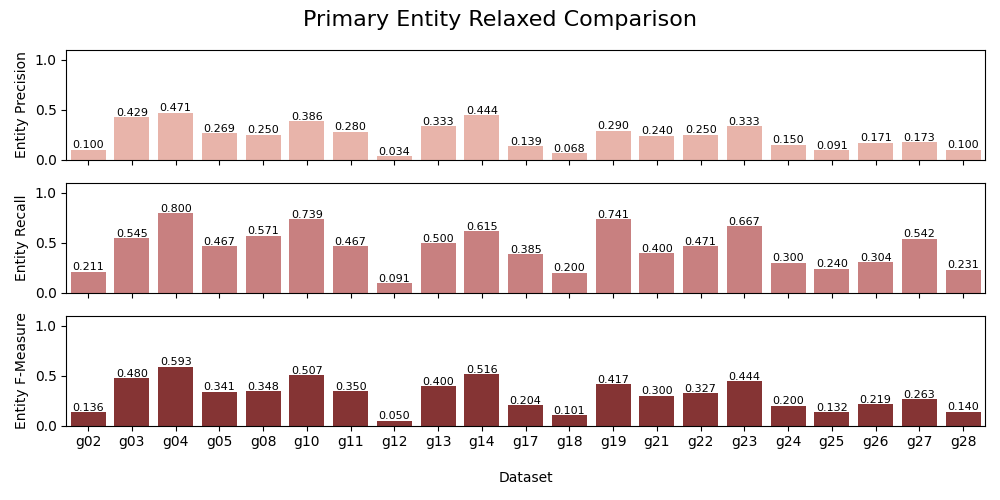 Primary Entity Relaxed Comparison
Entity Precision
1.0
0.5
0.0
0.100 0.429 0.471 0.269 0.250 0.386 0.280 0.034 0.333 0.444 0.139 0.068 0.290 0.240 0.250 0.333 0.150 0.091 0.171 0.173 0.100
Entity Recall
1.0
0.5
0.0
0.211 0.545 0.800 0.467 0.571 0.739 0.467 0.091 0.500 0.615 0.385 0.200 0.741 0.400 0.471 0.667 0.300 0.240 0.304 0.542 0.231
Entity F-Measure
1.0
0.5
0.0
0.136 0.480 0.593 0.341 0.348 0.507 0.350 0.050 0.400 0.516 0.204 0.101 0.417 0.300 0.327 0.444 0.200 0.132 0.219 0.263 0.140
g02 g03 g04 g05 g08 g10 g11 g12 g13 g14 g17 g18 g19 g21 g22 g23 g24 g25 g26 g27 g28
Dataset